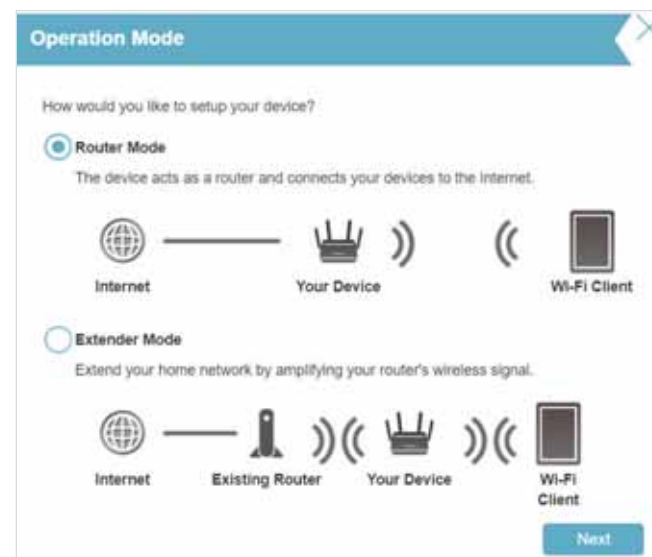 Operation Mode
How would you like to setup your device?
Router Mode
The device acts as a router and connects your devices to the Internet.
Internet
Your Device
Wi-Fi Client
Extender Mode
Extend your home network by amplifying your router's wireless signal.
Internet
Existing Router
Your Device
Wi-Fi
Client
Next